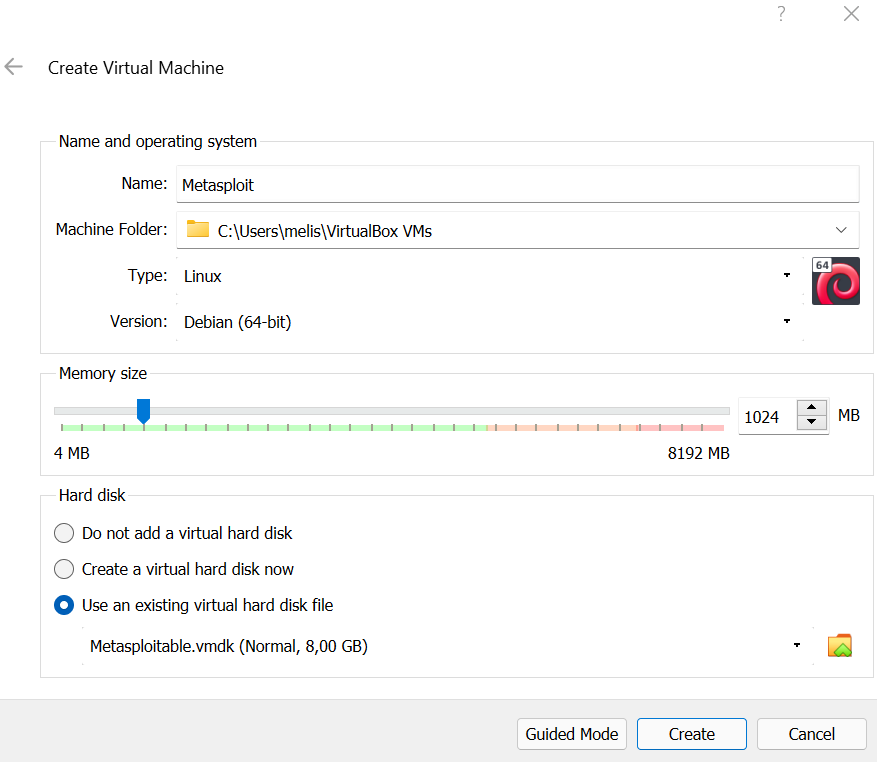 ?
Create Virtual Machine
Name and operating system
Name: Metasploit
Machine Folder: C:\Users\melis\VirtualBox VMs
Type: Linux
64
Version: Debian (64-bit)
Memory size
1024 MB
4 MB 8192 MB
Hard disk
Do not add a virtual hard disk
Create a virtual hard disk now
Use an existing virtual hard disk file
Metasploitable.vmdk (Normal, 8,00 GB)
Guided Mode Create Cancel